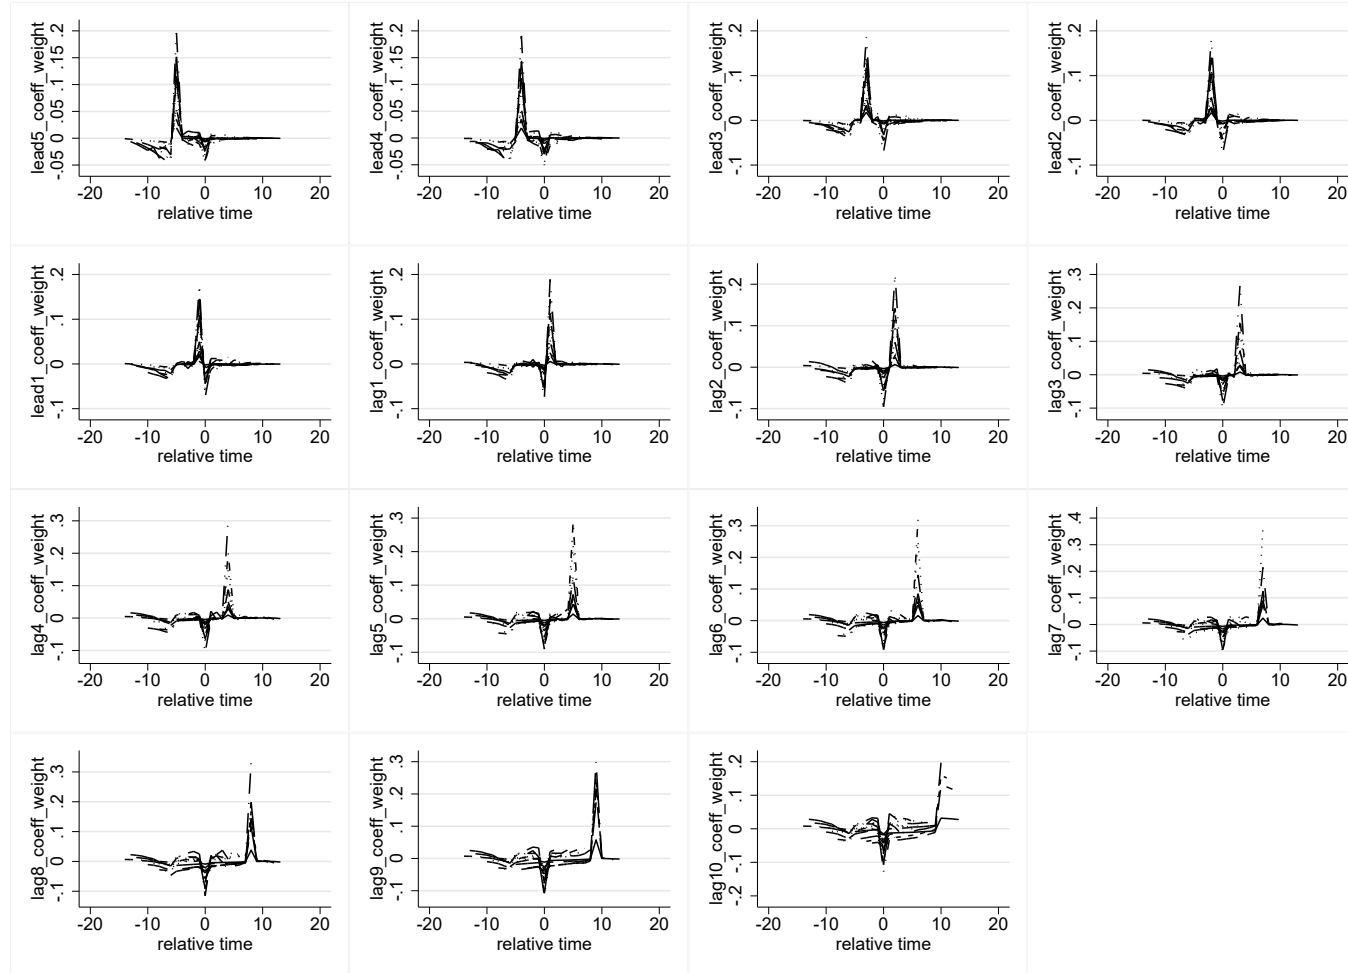 lead5_coeff_weight
-.05 0 .05 .1 .15 .2
-20 -10 0 10 20
relative time
lead4_coeff_weight
-.05 0 .05 .1 .15 .2
-20 -10 0 10 20
relative time
lead3_coeff_weight
-.1 0 .1 .2
-20 -10 0 10 20
relative time
lead2_coeff_weight
-.1 0 .1 .2
-20 -10 0 10 20
relative time
lead1_coeff_weight
-.1 0 .1 .2
-20 -10 0 10 20
relative time
lag1_coeff_weight
-.1 0 .1 .2
-20 -10 0 10 20
relative time
lag2_coeff_weight
-.1 0 .1 .2
-20 -10 0 10 20
relative time
lag3_coeff_weight
-.1 0 .1 .2 .3
-20 -10 0 10 20
relative time
lag4_coeff_weight
-.1 0 .1 .2 .3
-20 -10 0 10 20
relative time
lag5_coeff_weight
-.1 0 .1 .2 .3
-20 -10 0 10 20
relative time
lag6_coeff_weight
-.1 0 .1 .2 .3
-20 -10 0 10 20
relative time
lag7_coeff_weight
-.1 0 .1 .2 .3 .4
-20 -10 0 10 20
relative time
lag8_coeff_weight
-.1 0 .1 .2 .3
-20 -10 0 10 20
relative time
lag9_coeff_weight
-.1 0 .1 .2 .3
-20 -10 0 10 20
relative time
lag10_coeff_weight
-.2 -.1 0 .1 .2
-20 -10 0 10 20
relative time